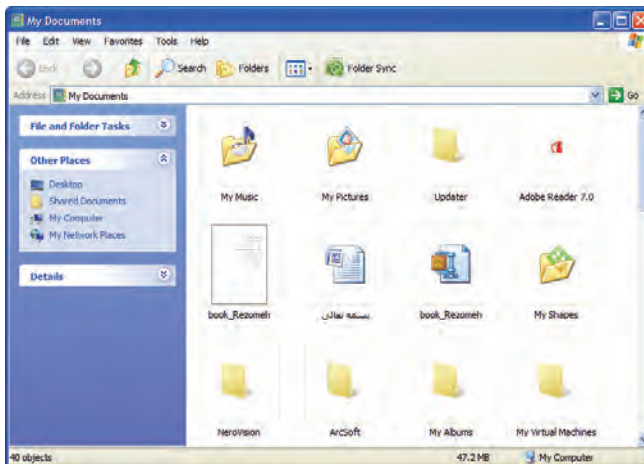 My Documents
File Edit View Favorites Tools Help
Back Search Folders Folder Sync
Address My Documents Go
File and Folder Tasks
Other Places
Desktop
Shared Documents
My Computer
My Network Places
Details
My Music My Pictures Updater Adobe Reader 7.0
book_Rezomeh بسمه تعالی book_Rezomeh My Shapes
NeroVision ArcSoft My Albums My Virtual Machines
40 objects 47.2 MB My Computer